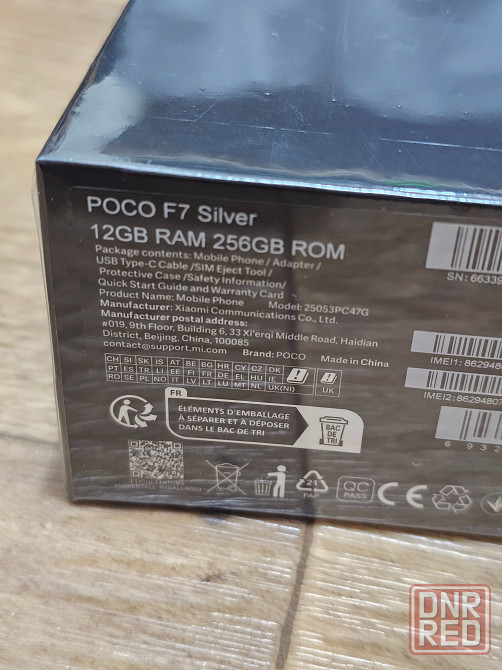 POCO F7 Silver
12GB RAM 256GB ROM
Package contents: Mobile Phone / Adapter /
USB Type-C Cable /SIM Eject Tool /
Protective Case /Safety Information/
Quick Start Guide and Warranty Card
Product Name: Mobile Phone Model: 25053PC47G
Manufacturer: Xiaomi Communications Co., Ltd.
Manufacturer postal address:
#019, 9th Floor, Building 6, 33 Xi'erqi Middle Road, Haidian
District, Beijing, China, 100085
contact@support.mi.com Brand: POCO Made in China
SN: 66339
IMEI1: 8629480
IMEI2: 86294807
6 932
CH SI SK IS AT BE BG HR CY CZ DK
PT ES TR LI EE FI FR DE EL HU IE
RO SE PL NO IT LV LT LU MT NL UK(NI)
UK
FR
ÉLÉMENTS D'EMBALLAGE
À SÉPARER ET À DÉPOSER
DANS LE BAC DE TRI
BAC
DE TRI
21
PAP
QC
PASS
CE
DNR
RED